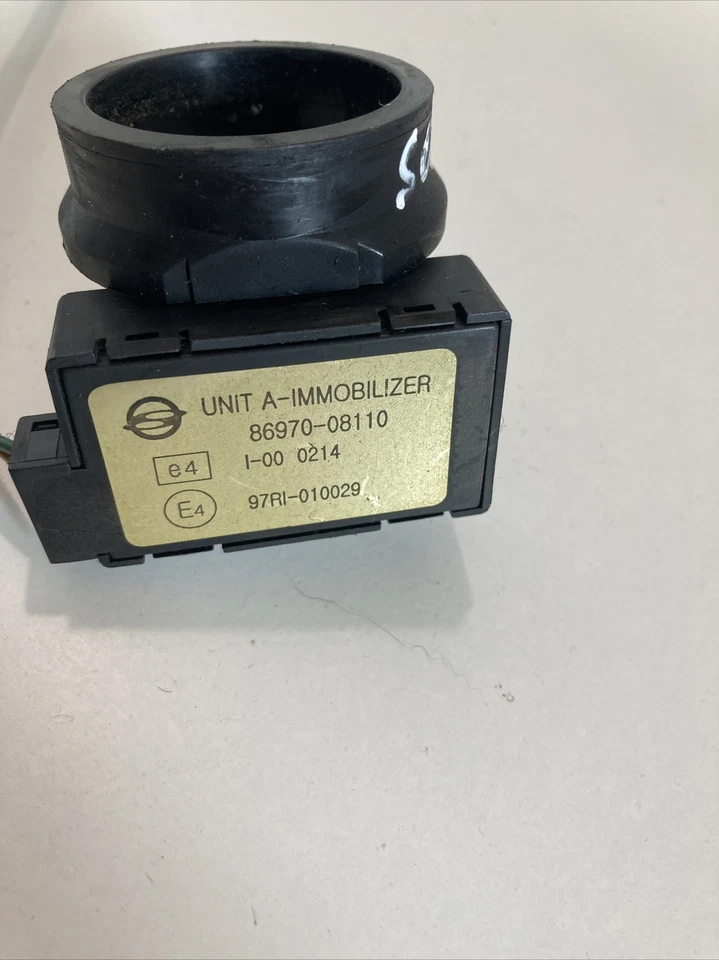 UNIT A-IMMOBILIZER
86970-08110
e4
I-00 0214
E4
97RI-010029